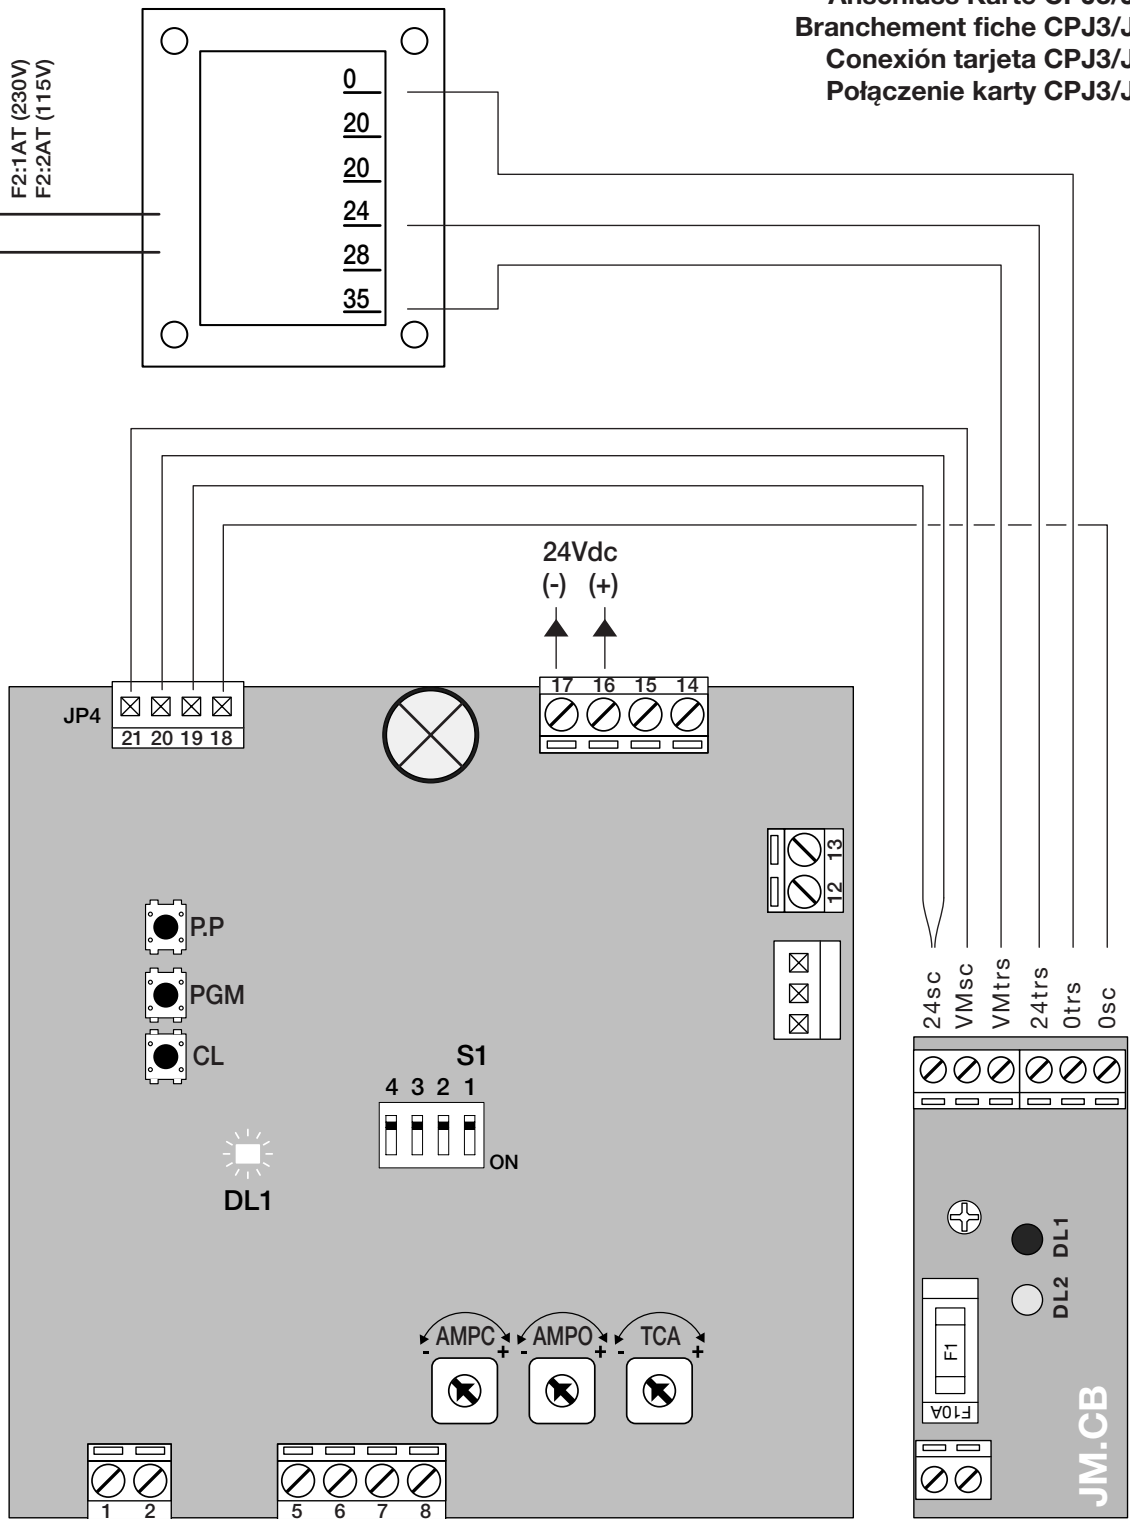 Anschluss Karte CPJ3/J
Branchement fiche CPJ3/J
Conexión tarjeta CPJ3/J
Połączenie karty CPJ3/J
F2:1AT (230V)
F2:2AT (115V)
0
20
20
24
28
35
24Vdc
(-) (+)
17 16 15 14
JP4
21 20 19 18
13
12
P.P
PGM
CL
S1
4 3 2 1
ON
DL1
24sc
VMsc
VMtrs
24trs
0trs
0sc
DL1
DL2
F1
F10A
JM.CB
AMPC AMPO TCA
- + - + - +
1 2 5 6 7 8